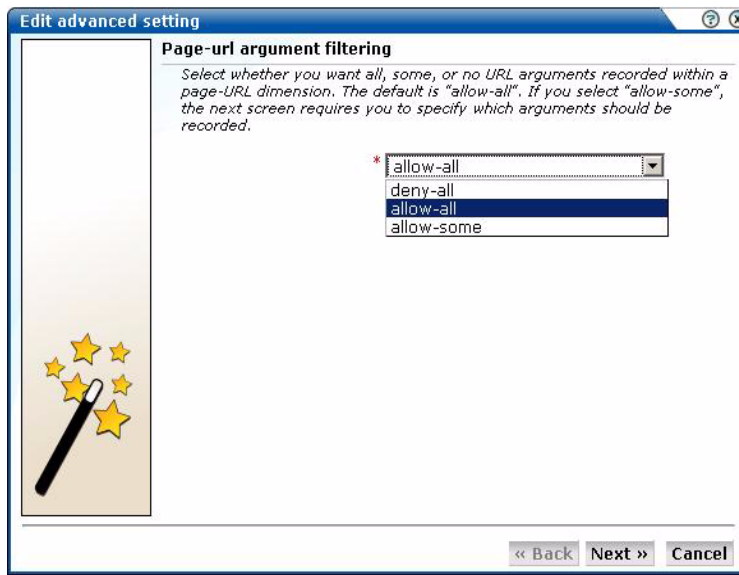 Edit advanced setting
Page-url argument filtering
Select whether you want all, some, or no URL arguments recorded within a
page-URL dimension. The default is "allow-all". If you select "allow-some",
the next screen requires you to specify which arguments should be
recorded.
* allow-all
deny-all
allow-all
allow-some
« Back Next » Cancel